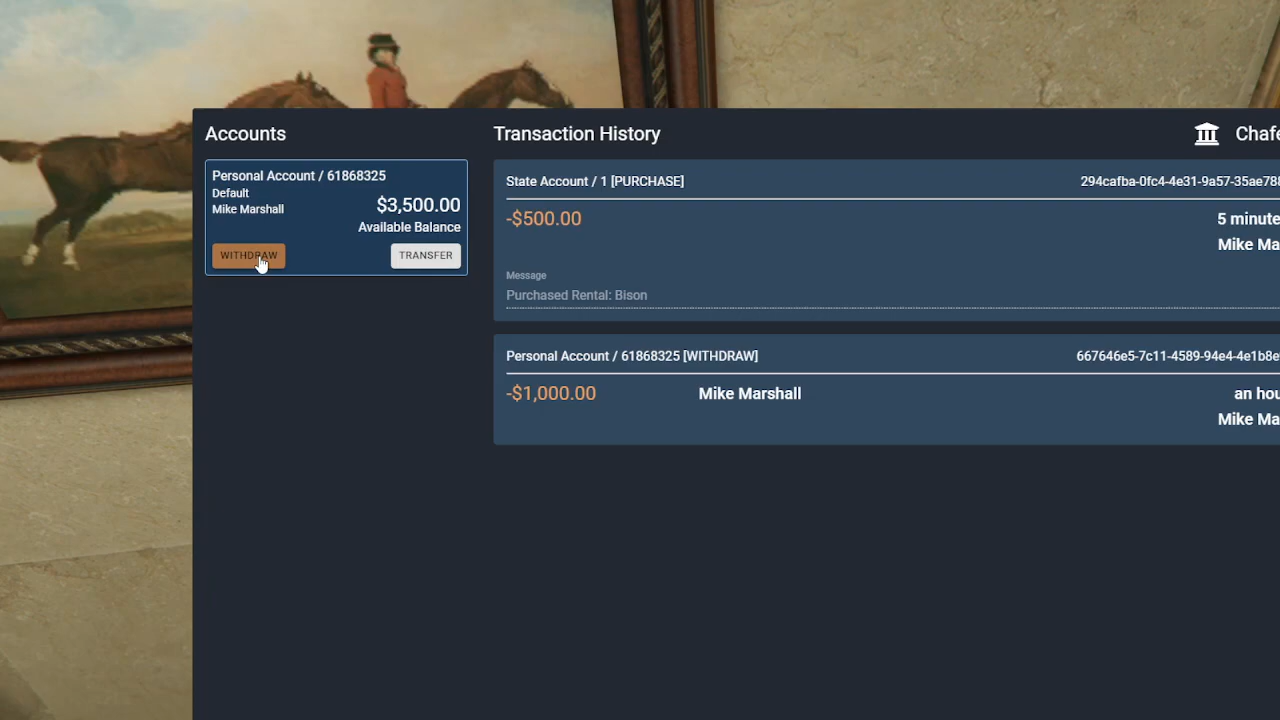 Accounts
Personal Account / 61868325
Default
Mike Marshall
$3,500.00
Available Balance
WITHDRAW
TRANSFER
Transaction History
Chafe
State Account / 1 [PURCHASE]
294cafba-0fc4-4e31-9a57-35ae78
-$500.00
5 minute
Mike Ma
Message
Purchased Rental: Bison
Personal Account / 61868325 [WITHDRAW]
667646e5-7c11-4589-94e4-4e1b8e
-$1,000.00
Mike Marshall
an hou
Mike Ma